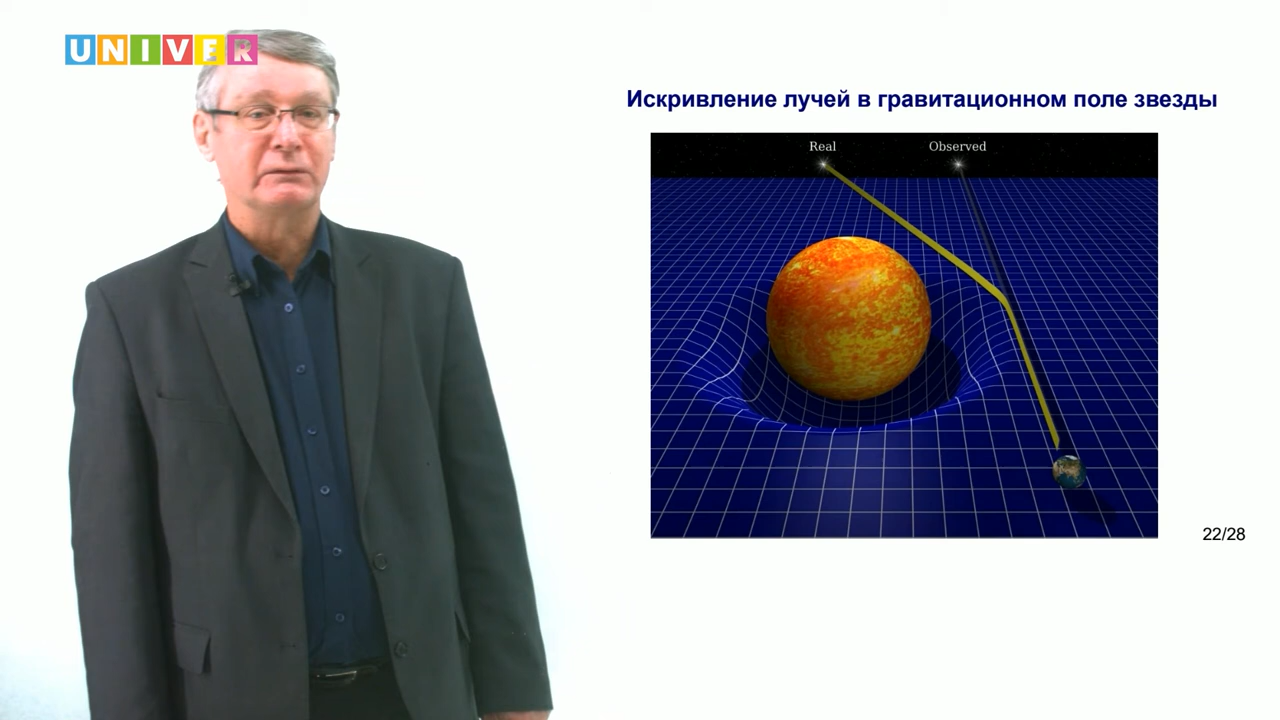 UNIVER
Искривление лучей в гравитационном поле звезды
Real Observed
22/28